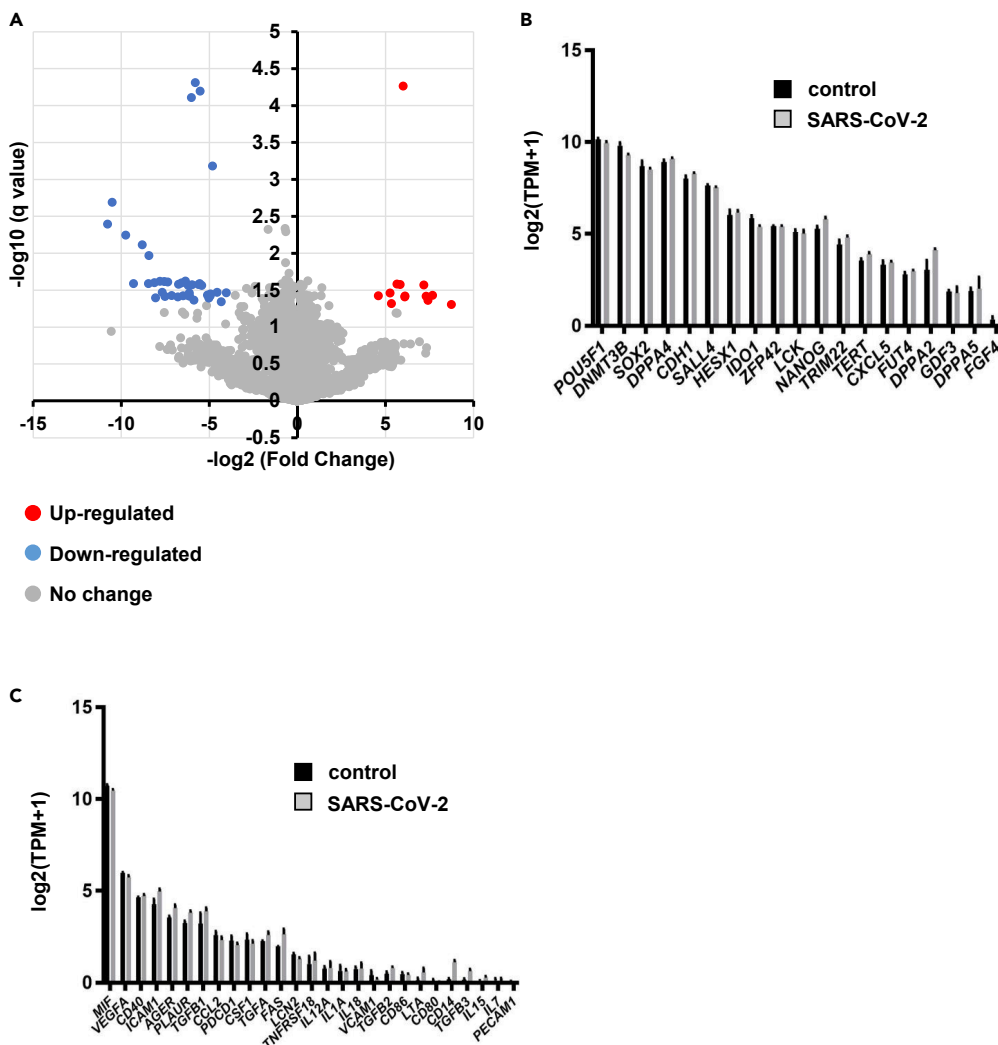 A
5
4.5
4
3.5
3
2.5
2
1.5
1
0.5
0
-0.5
-15
-10
-5
0
5
10
-log10 (q value)
-log2 (Fold Change)
Up-regulated
Down-regulated
No change
B
15
10
5
0
log2(TPM+1)
control
SARS-CoV-2
POU5F1
DNMT3B
SOX2
DPPA4
CDH1
SALL4
HESX1
IDO1
ZFP42
LCK
NANOG
TRIM22
TERT
CXCL5
FUT4
DPPA2
GDF3
DPPA5
FGF4
C
15
10
5
0
log2(TPM+1)
control
SARS-CoV-2
MIF
VEGFA
CD40
ICAM1
AGER
PLAUR
TGFB1
CCL2
PDCD1
CSF1
TGFA
FAS
LCN2
TNFRSF18
IL12A
IL1A
IL18
VCAM1
TGFB2
CD86
LTA
CD80
CD14
TGFB3
IL15
IL7
PECAM1